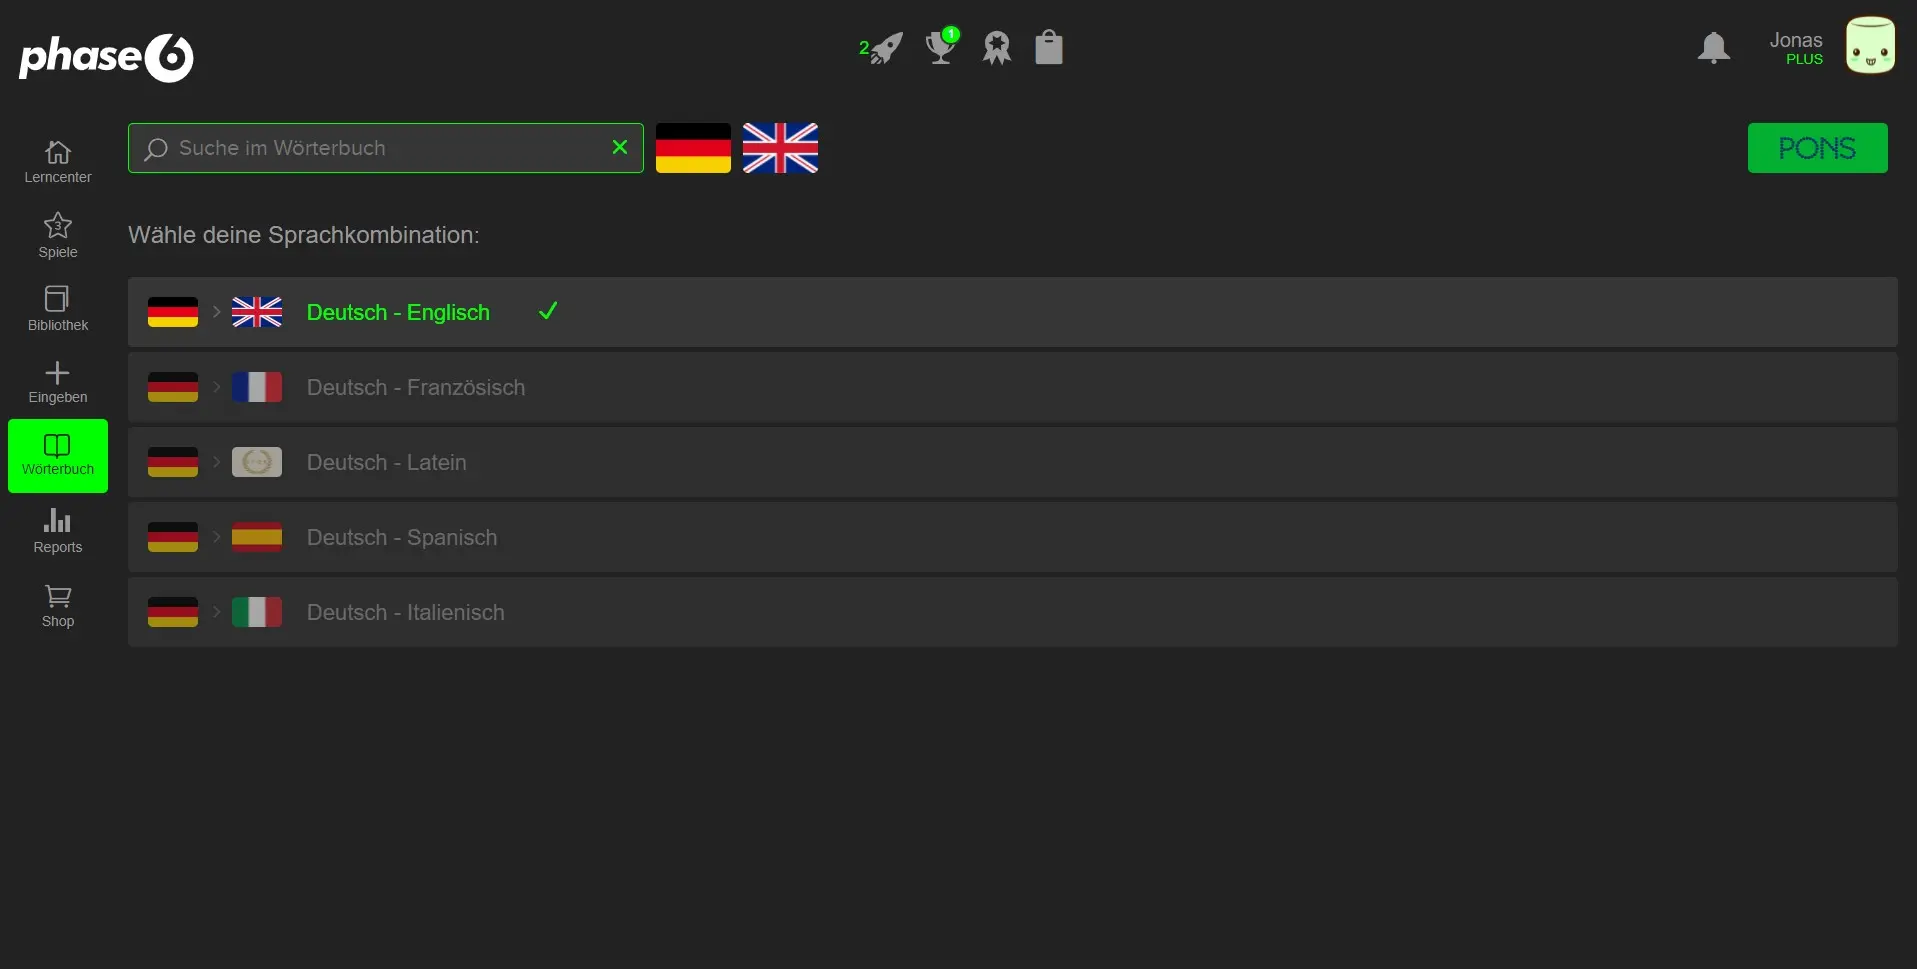 phase6
2
1
Jonas
PLUS
Suche im Wörterbuch
PONS
Lerncenter
3
Spiele
Bibliothek
Eingeben
Wörterbuch
Reports
Shop
Wähle deine Sprachkombination:
Deutsch - Englisch
Deutsch - Französisch
Deutsch - Latein
Deutsch - Spanisch
Deutsch - Italienisch